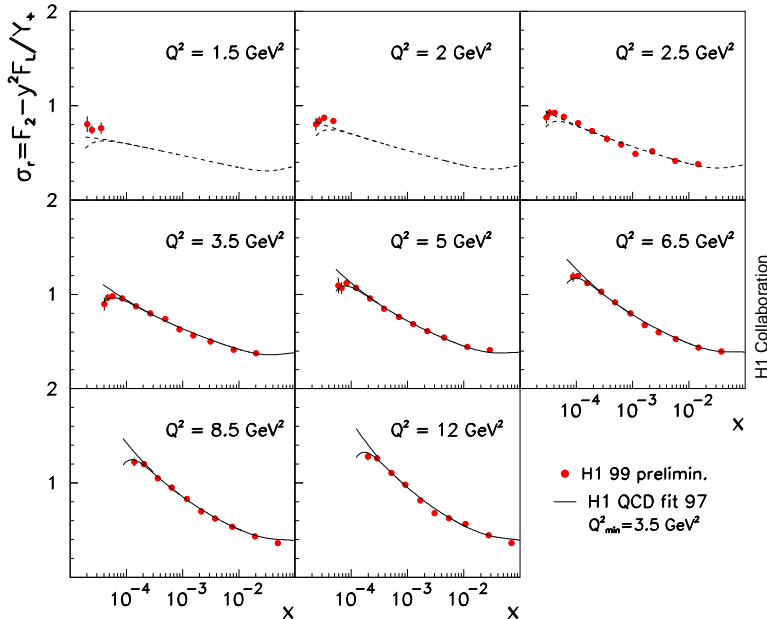 σᵣ=F₂−y²F_L/Y₊
2
1
2
1
2
1
Q² = 1.5 GeV²
Q² = 2 GeV²
Q² = 2.5 GeV²
Q² = 3.5 GeV²
Q² = 5 GeV²
Q² = 6.5 GeV²
10⁻⁴ 10⁻³ 10⁻²
x
Q² = 8.5 GeV²
Q² = 12 GeV²
10⁻⁴ 10⁻³ 10⁻²
x
10⁻⁴ 10⁻³ 10⁻²
x
H1 99 prelimin.
H1 QCD fit 97
Q²min=3.5 GeV²
H1 Collaboration